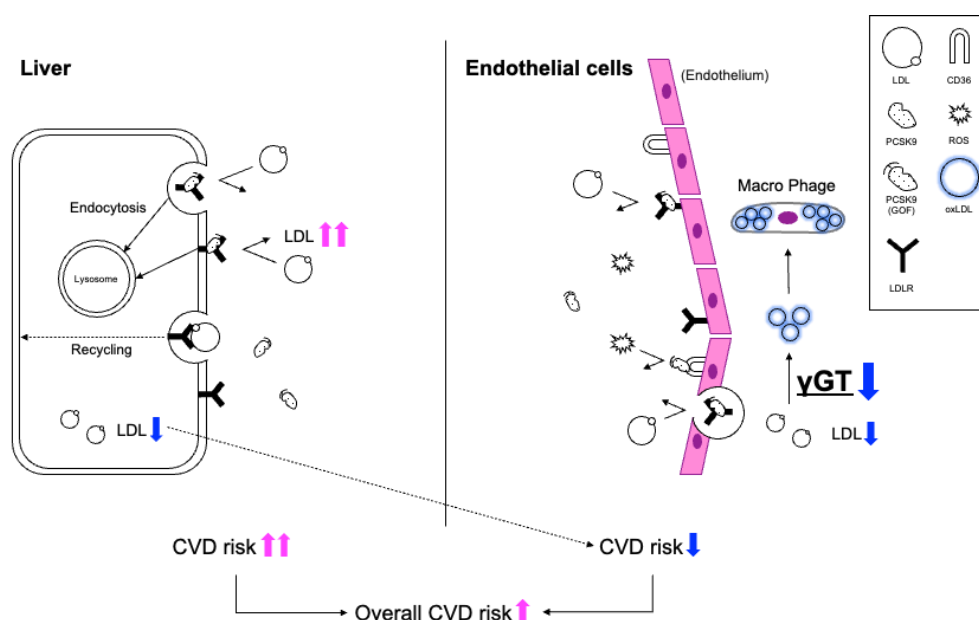 Liver
Endocytosis
LDL
Lysosome
Recycling
LDL
Endothelial cells
(Endothelium)
Macro Phage
γGT
LDL
LDL
CD36
PCSK9
ROS
PCSK9
(GOF)
oxLDL
LDLR
CVD risk
CVD risk
Overall CVD risk